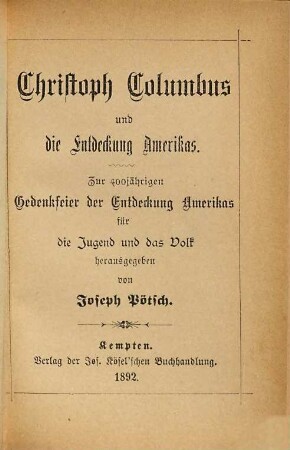 Christoph Columbus
und
die Entdeckung Amerikas.
Zur 400jährigen
Gedenkfeier der Entdeckung Amerikas
für
die Jugend und das Volk
herausgegeben
von
Joseph Pötsch.
Kempten.
Verlag der Jos. Kösel'schen Buchhandlung.
1892.